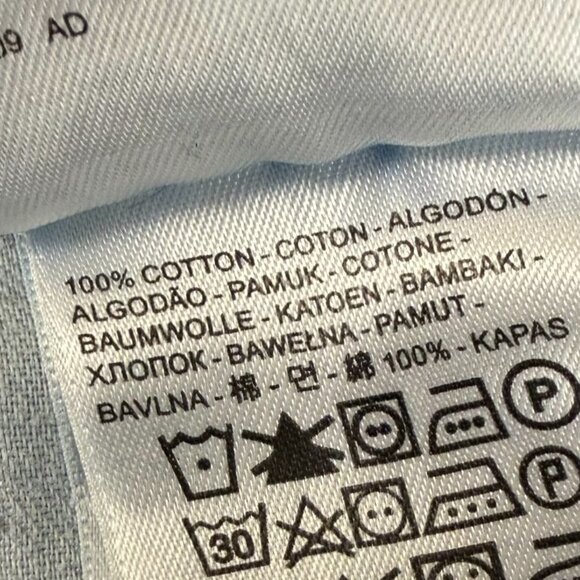 09 AD
100% COTTON - COTON - ALGODÓN -
ALGODÃO - PAMUK - COTONE -
BAUMWOLLE - KATOEN - BAMBAKI -
ХЛОПОК - BAWEŁNA - PAMUT -
BAVLNA - 棉 - 면 - 綿 100% - KAPAS
P
30 P